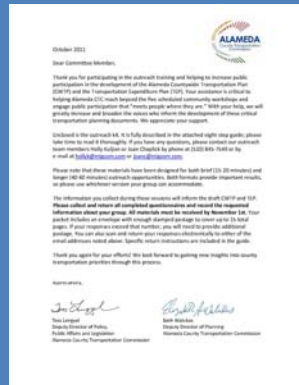 ALAMEDA
County Transportation
Commission
October 2011
Dear Committee Member,
Thank you for participating in the outreach training and helping to increase public
participation in the development of the Alameda Countywide Transportation Plan
(CWTP) and the Transportation Expenditure Plan (TEP). Your assistance is critical to
helping Alameda CTC reach beyond the five scheduled community workshops and
engage public participation that "meets people where they are." With your help, we will
greatly increase and broaden the voices who inform the development of these critical
transportation planning documents. We appreciate your support.
Enclosed is the outreach kit. It is fully described in the attached eight step guide; please
take time to read it thoroughly. If you have any questions, please contact our outreach
team members Holly Kuljian or Joan Chaplick by phone at (510) 845-7549 or by
e-mail at or
Please note that these materials have been designed for both brief (15-20 minutes) and
longer (40-60 minutes) outreach opportunities. Both formats provide important results,
so please use whichever version your group can accommodate.
The information you collect during these sessions will inform the draft CWTP and TEP.
Please collect and return all completed questionnaires and record the requested
information about your group. All materials must be received by November 1st. Your
packet includes an envelope with enough stamped postage to cover up to 16 total
pages. If your responses extend that number, you will need to provide additional
postage. You can also scan and return your responses electronically to either of the
email addresses noted above. Specific return instructions are included in the guide.
Thank you again for your efforts! We look forward to gaining new insights into county
transportation priorities through this process.
Tess Lengyel
Deputy Director of Policy,
Public Affairs and Legislation
Alameda County Transportation Commission
Beth Walukas
Deputy Director of Planning
Alameda County Transportation Commission